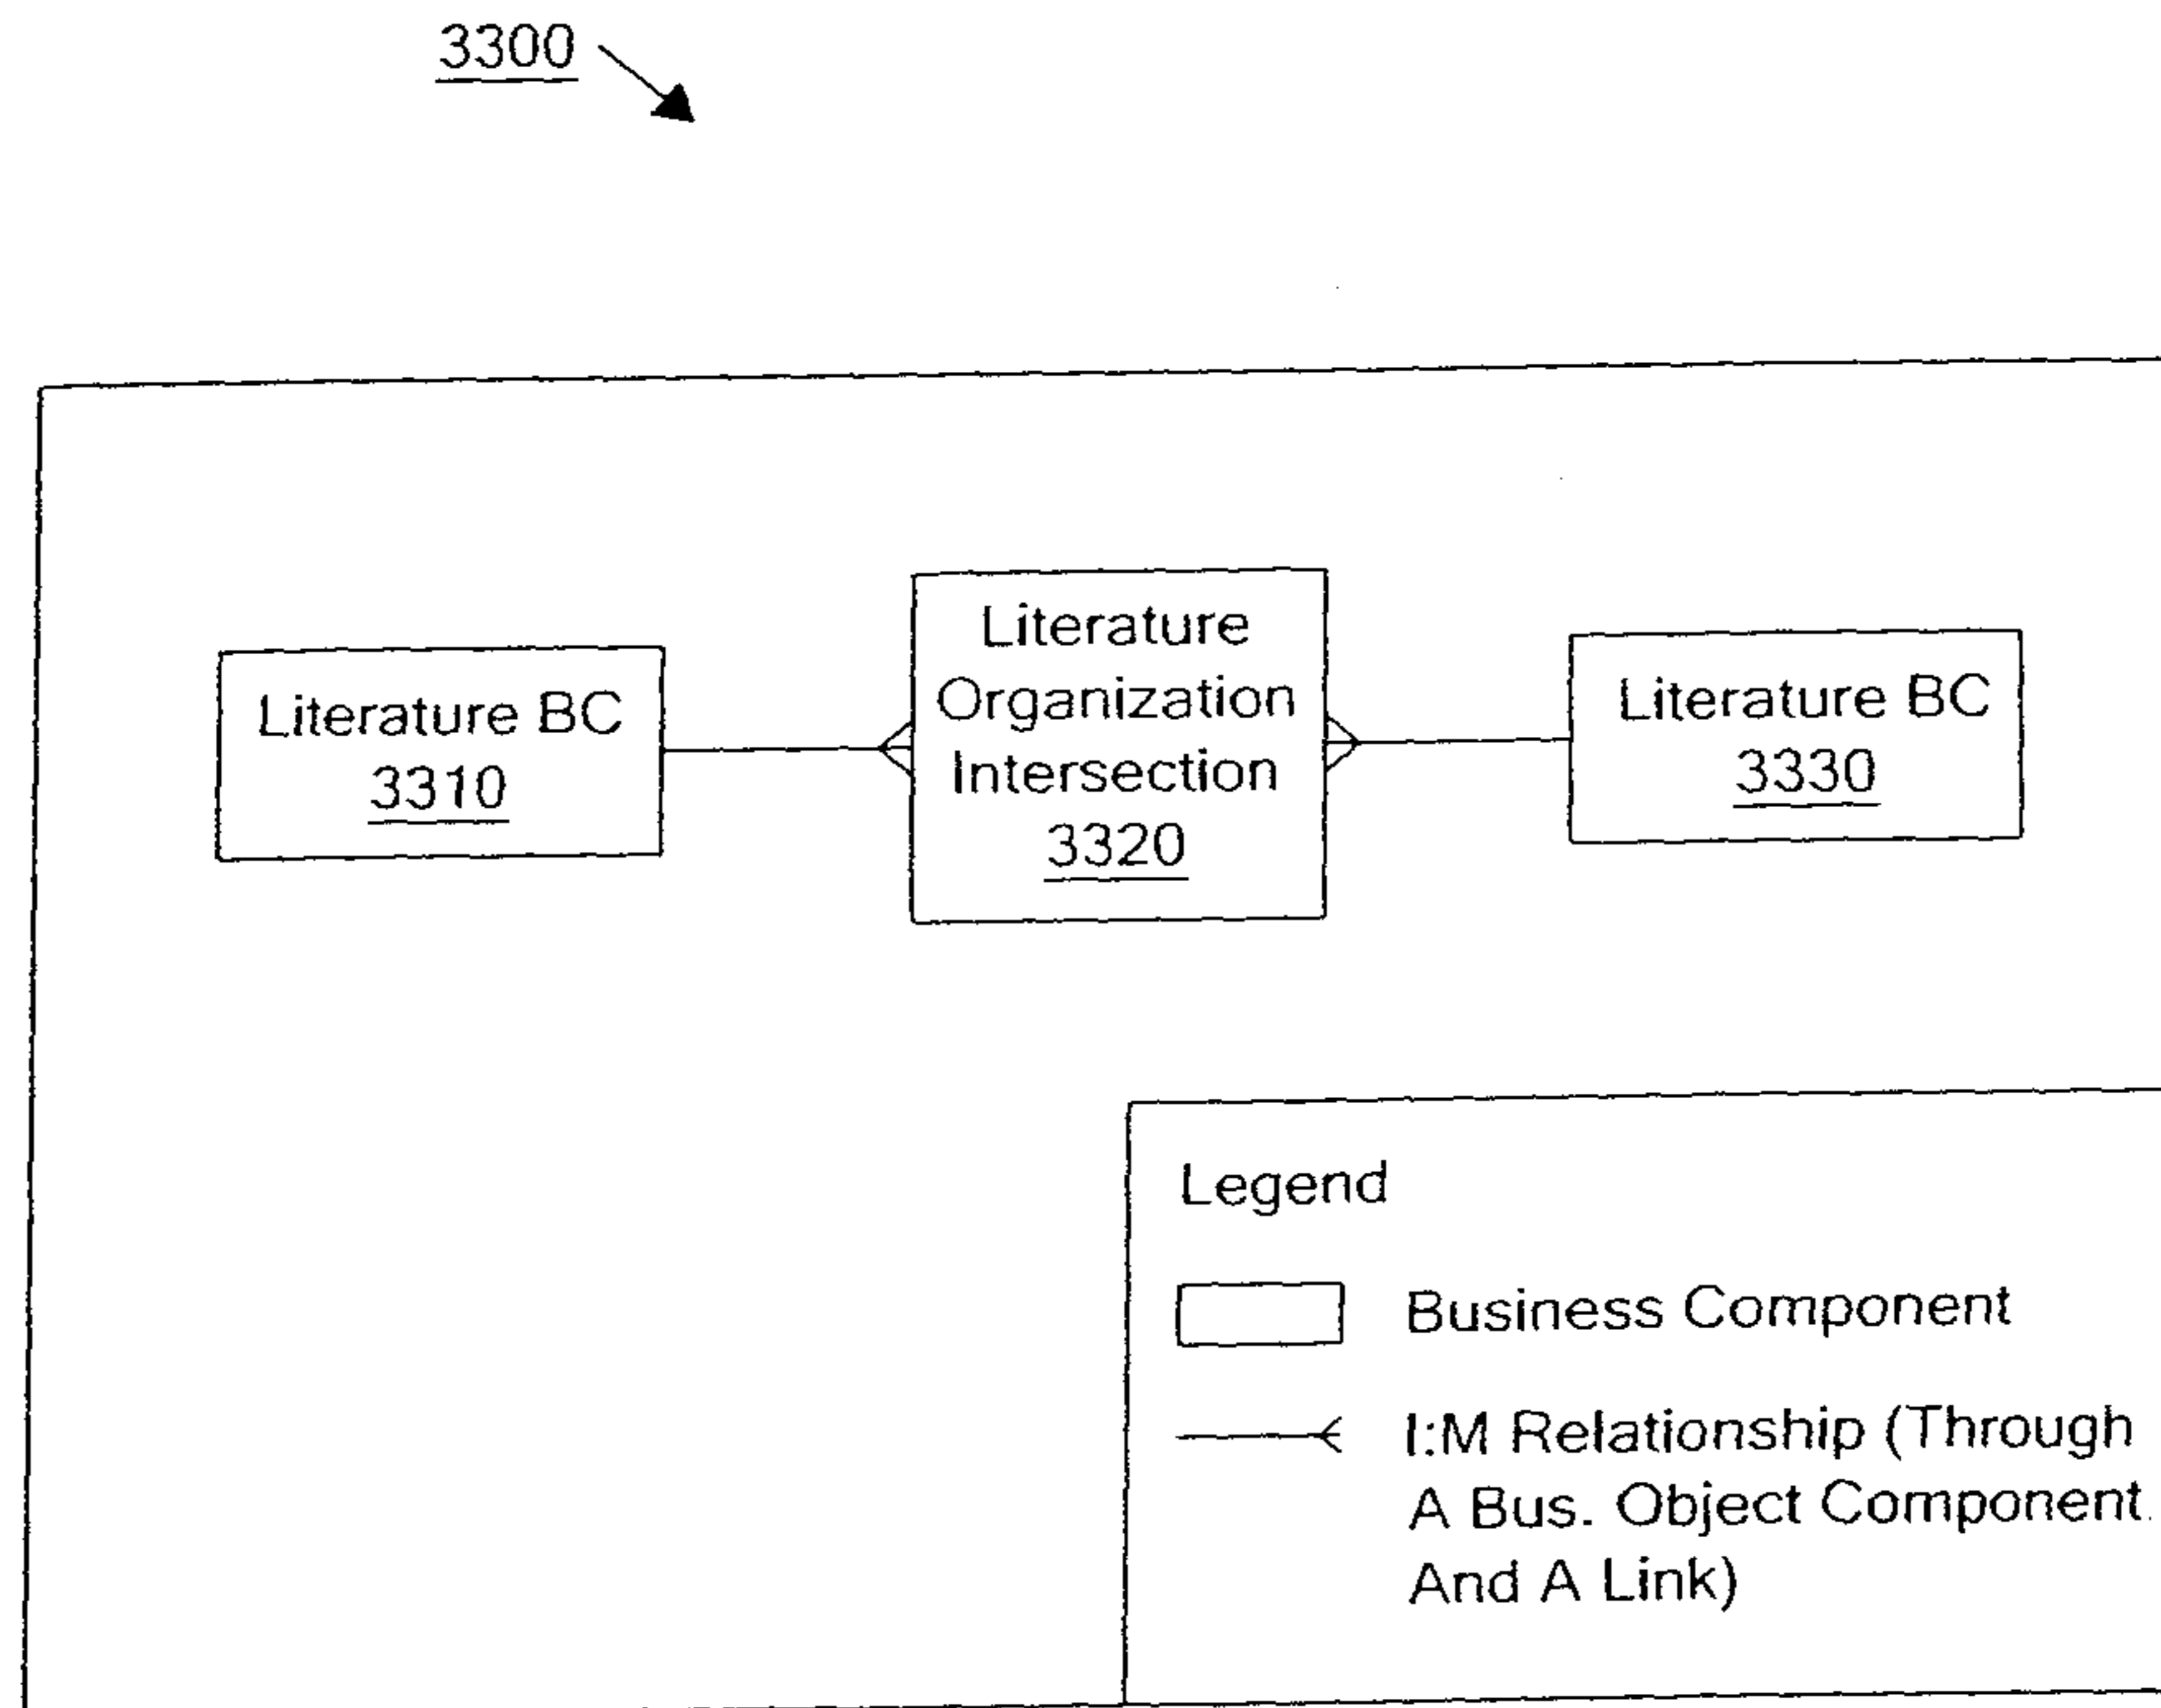 3300
Literature BC
3310
Literature
Organization
Intersection
3320
Literature BC
3330
Legend
Business Component
I:M Relationship (Through
A Bus. Object Component
And A Link)